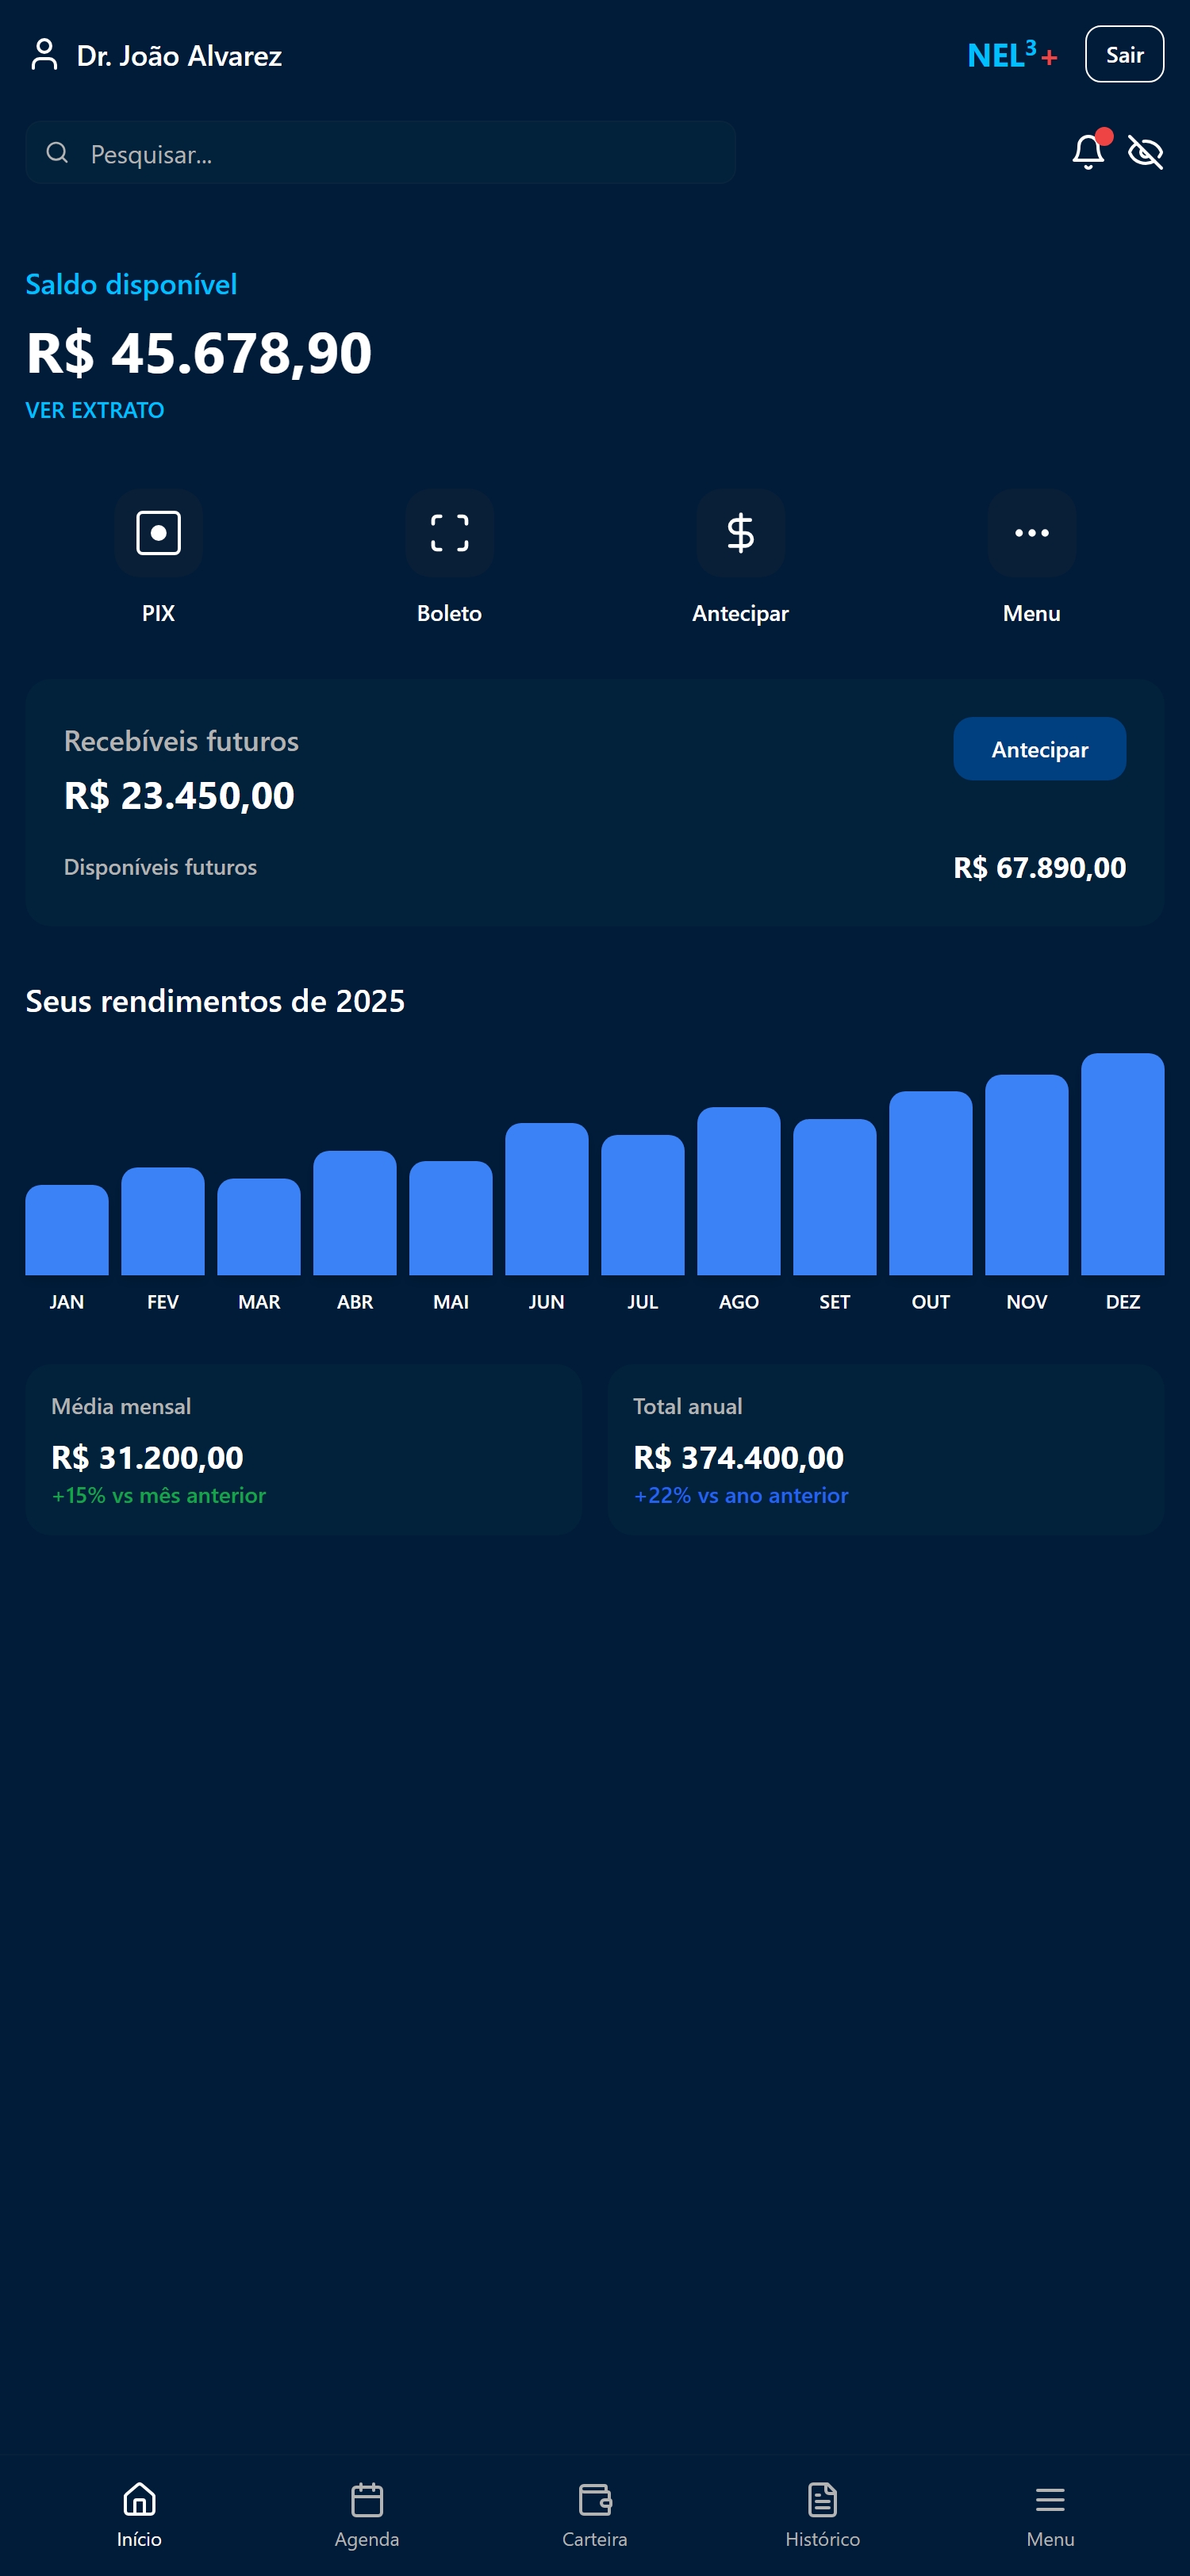 Dr. João Alvarez
NEL³+
Sair
Pesquisar...
Saldo disponível
R$ 45.678,90
VER EXTRATO
PIX
Boleto
Antecipar
Menu
Recebíveis futuros
Antecipar
R$ 23.450,00
Disponíveis futuros
R$ 67.890,00
Seus rendimentos de 2025
JAN FEV MAR ABR MAI JUN JUL AGO SET OUT NOV DEZ
Média mensal
R$ 31.200,00
+15% vs mês anterior
Total anual
R$ 374.400,00
+22% vs ano anterior
Início
Agenda
Carteira
Histórico
Menu